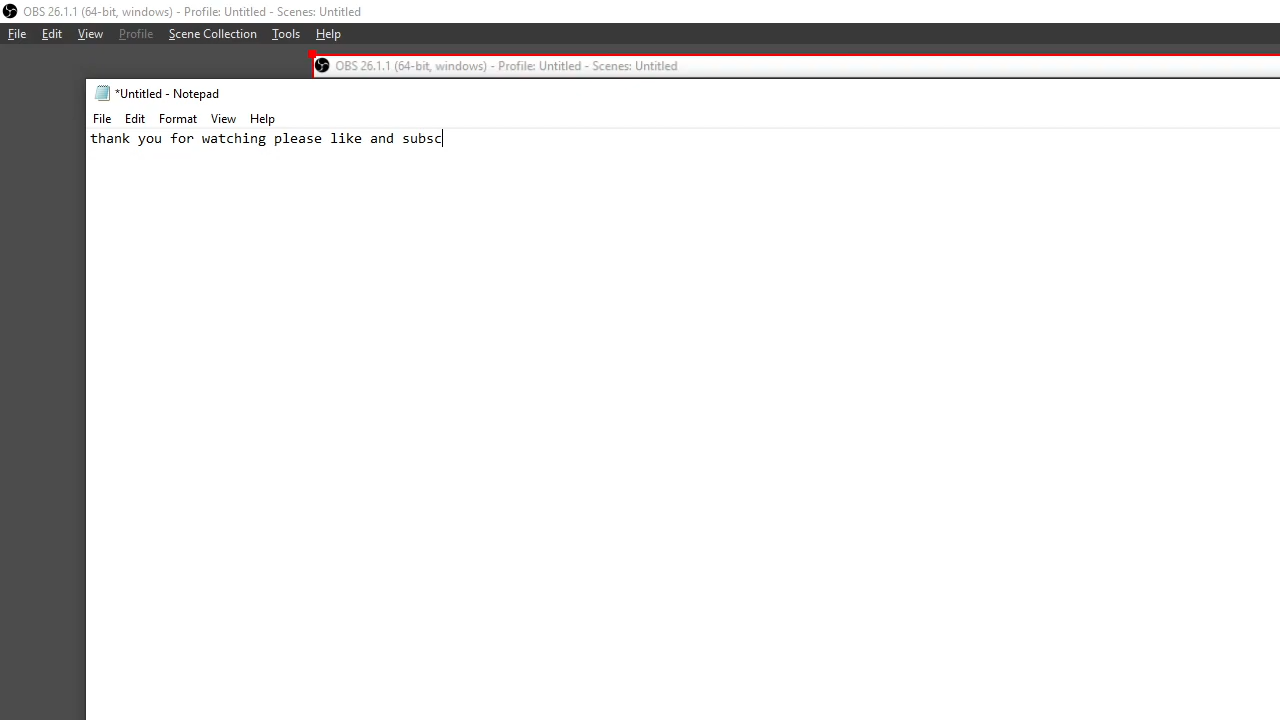 OBS 26.1.1 (64-bit, windows) - Profile: Untitled - Scenes: Untitled
File Edit View Profile Scene Collection Tools Help
OBS 26.1.1 (64-bit, windows) - Profile: Untitled - Scenes: Untitled
*Untitled - Notepad
File Edit Format View Help
thank you for watching please like and subsc